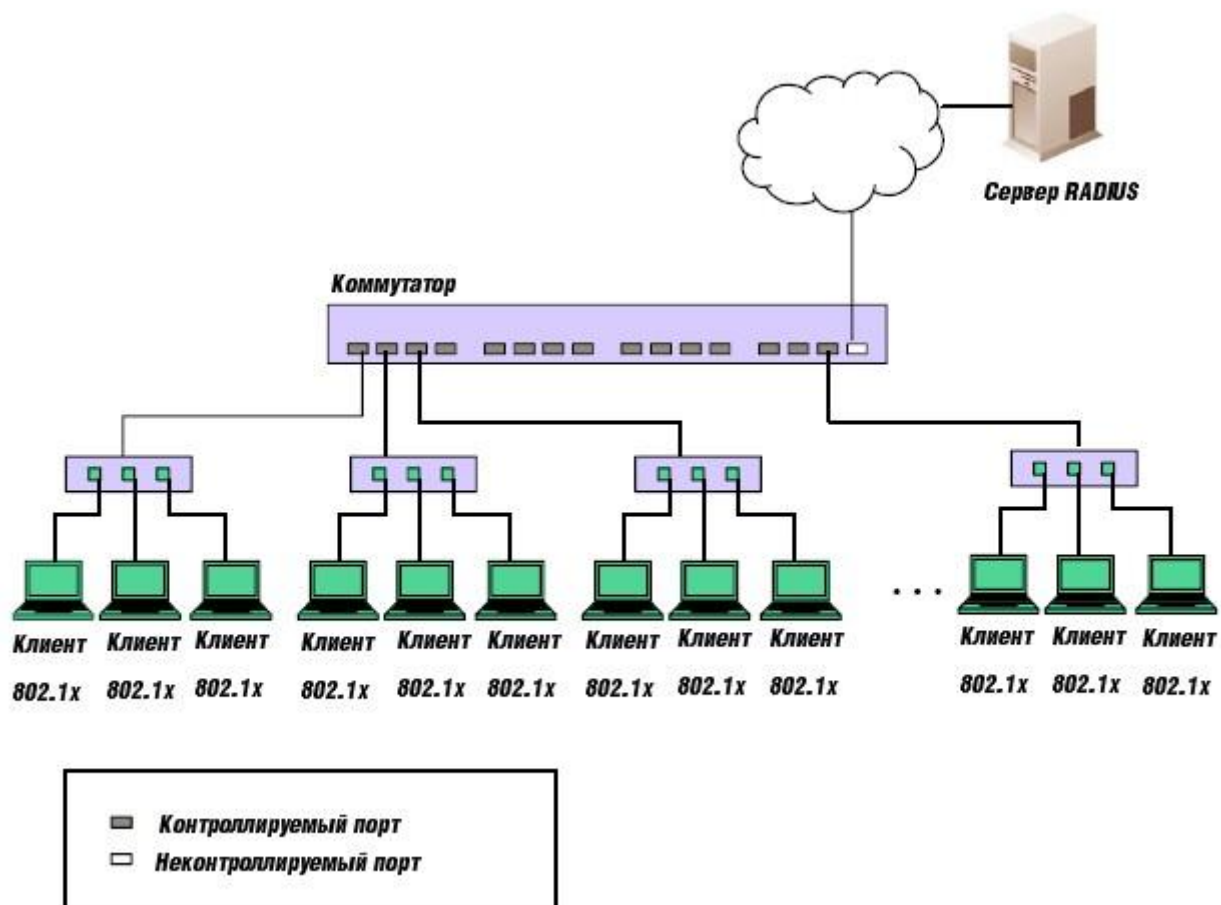 Сервер RADIUS
Коммутатор
Клиент Клиент Клиент Клиент Клиент Клиент Клиент Клиент Клиент . . . Клиент Клиент Клиент
802.1x 802.1x 802.1x 802.1x 802.1x 802.1x 802.1x 802.1x 802.1x 802.1x 802.1x 802.1x
Контроллируемый порт
Неконтроллируемый порт